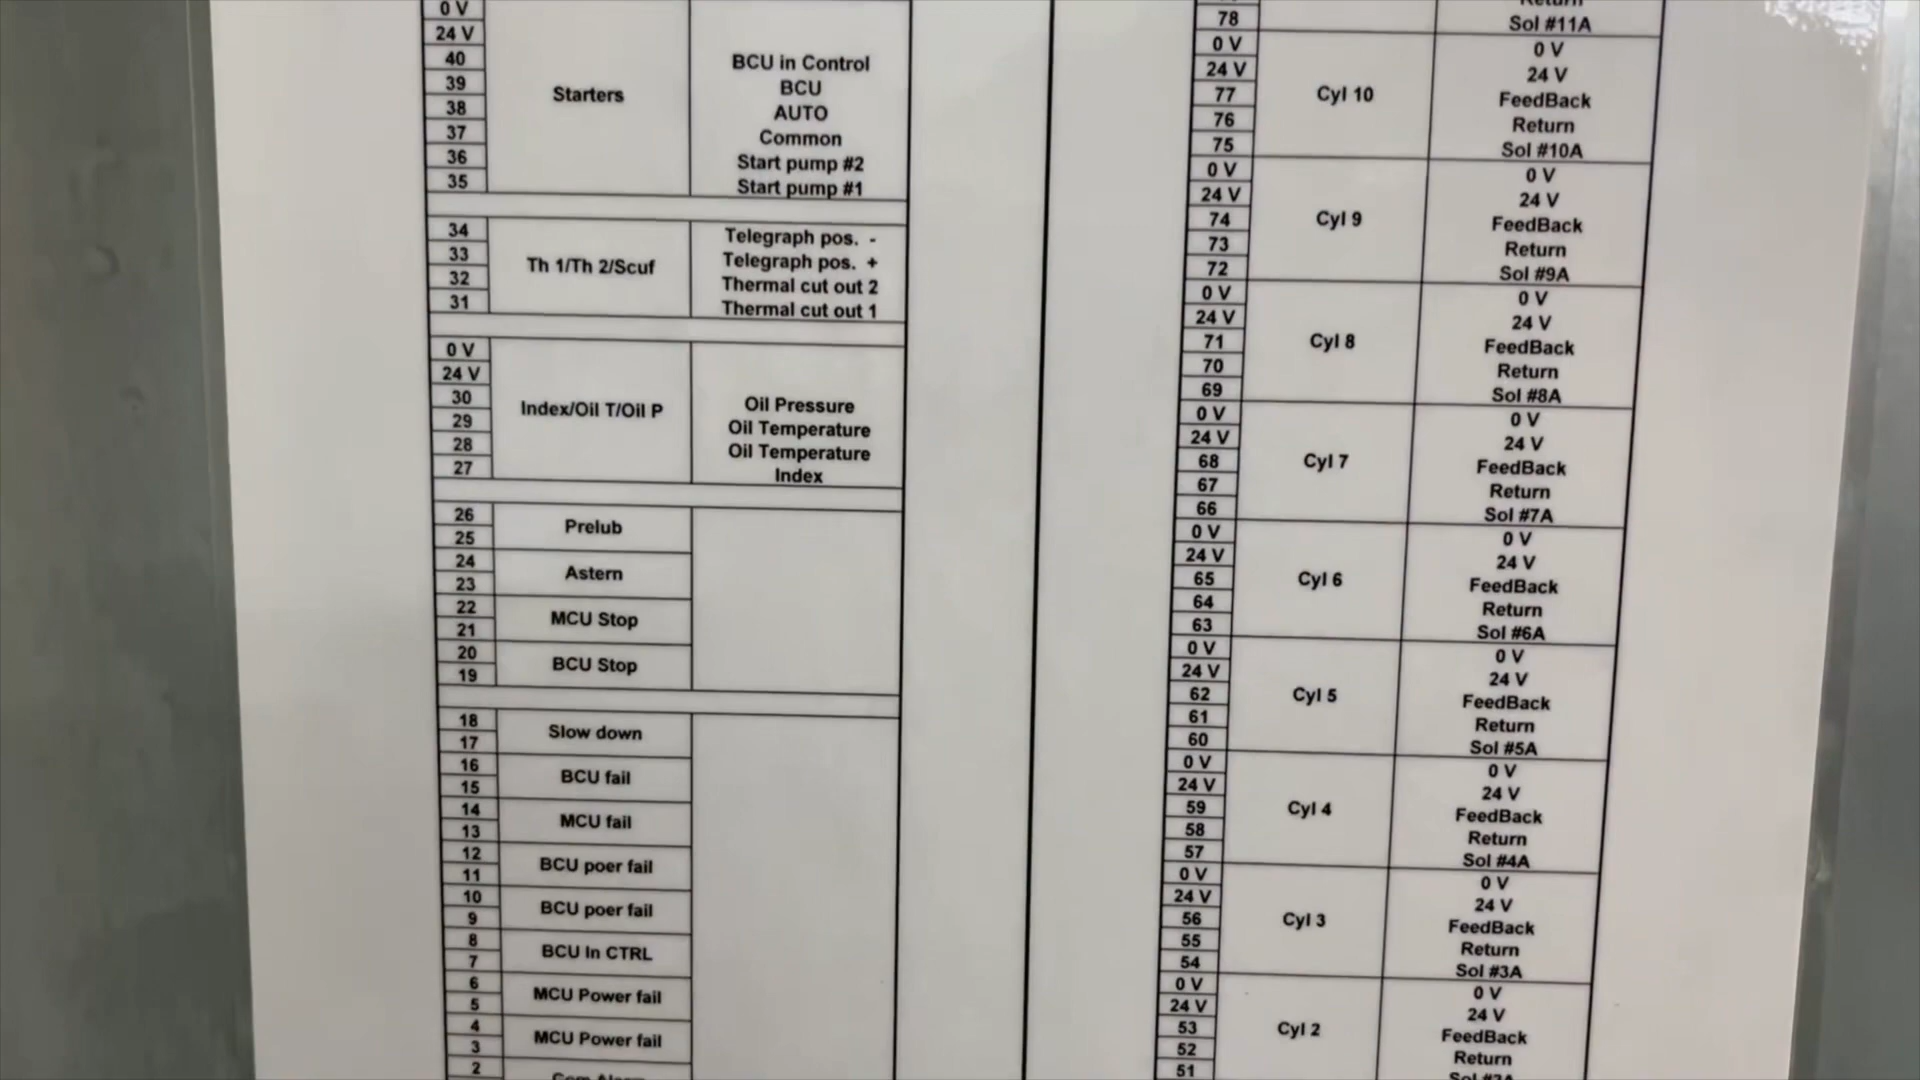 0 V
24 V
40
39
38
37
36
35
Starters
BCU in Control
BCU
AUTO
Common
Start pump #2
Start pump #1
34
33
32
31
Th 1/Th 2/Scuf
Telegraph pos. -
Telegraph pos. +
Thermal cut out 2
Thermal cut out 1
0 V
24 V
30
29
28
27
Index/Oil T/Oil P
Oil Pressure
Oil Temperature
Oil Temperature
Index
26
25
Prelub
24
23
Astern
22
21
MCU Stop
20
19
BCU Stop
18
17
Slow down
16
15
BCU fail
14
13
MCU fail
12
11
BCU poer fail
10
9
BCU poer fail
8
7
BCU In CTRL
6
5
MCU Power fail
4
3
MCU Power fail
2
78
Return
Sol #11A
0 V
24 V
77
76
75
Cyl 10
0 V
24 V
FeedBack
Return
Sol #10A
0 V
24 V
74
73
72
Cyl 9
0 V
24 V
FeedBack
Return
Sol #9A
0 V
24 V
71
70
69
Cyl 8
0 V
24 V
FeedBack
Return
Sol #8A
0 V
24 V
68
67
66
Cyl 7
0 V
24 V
FeedBack
Return
Sol #7A
0 V
24 V
65
64
63
Cyl 6
0 V
24 V
FeedBack
Return
Sol #6A
0 V
24 V
62
61
60
Cyl 5
0 V
24 V
FeedBack
Return
Sol #5A
0 V
24 V
59
58
57
Cyl 4
0 V
24 V
FeedBack
Return
Sol #4A
0 V
24 V
56
55
54
Cyl 3
0 V
24 V
FeedBack
Return
Sol #3A
0 V
24 V
53
52
51
Cyl 2
0 V
24 V
FeedBack
Return